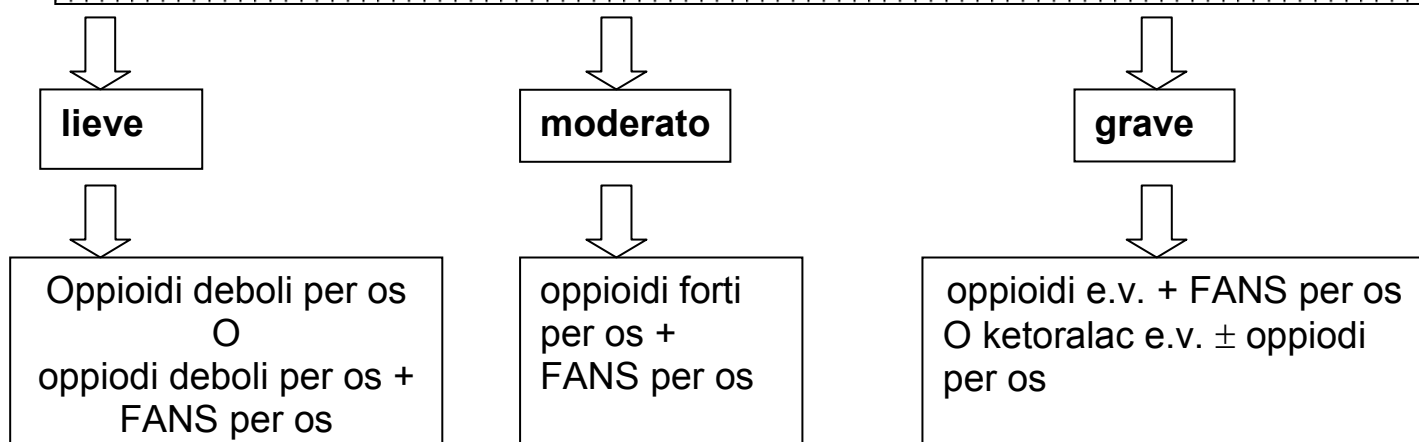 lieve
moderato
grave
Oppioidi deboli per os
O
oppiodi deboli per os +
FANS per os
oppioidi forti
per os +
FANS per os
oppioidi e.v. + FANS per os
O ketoralac e.v. ± oppiodi
per os